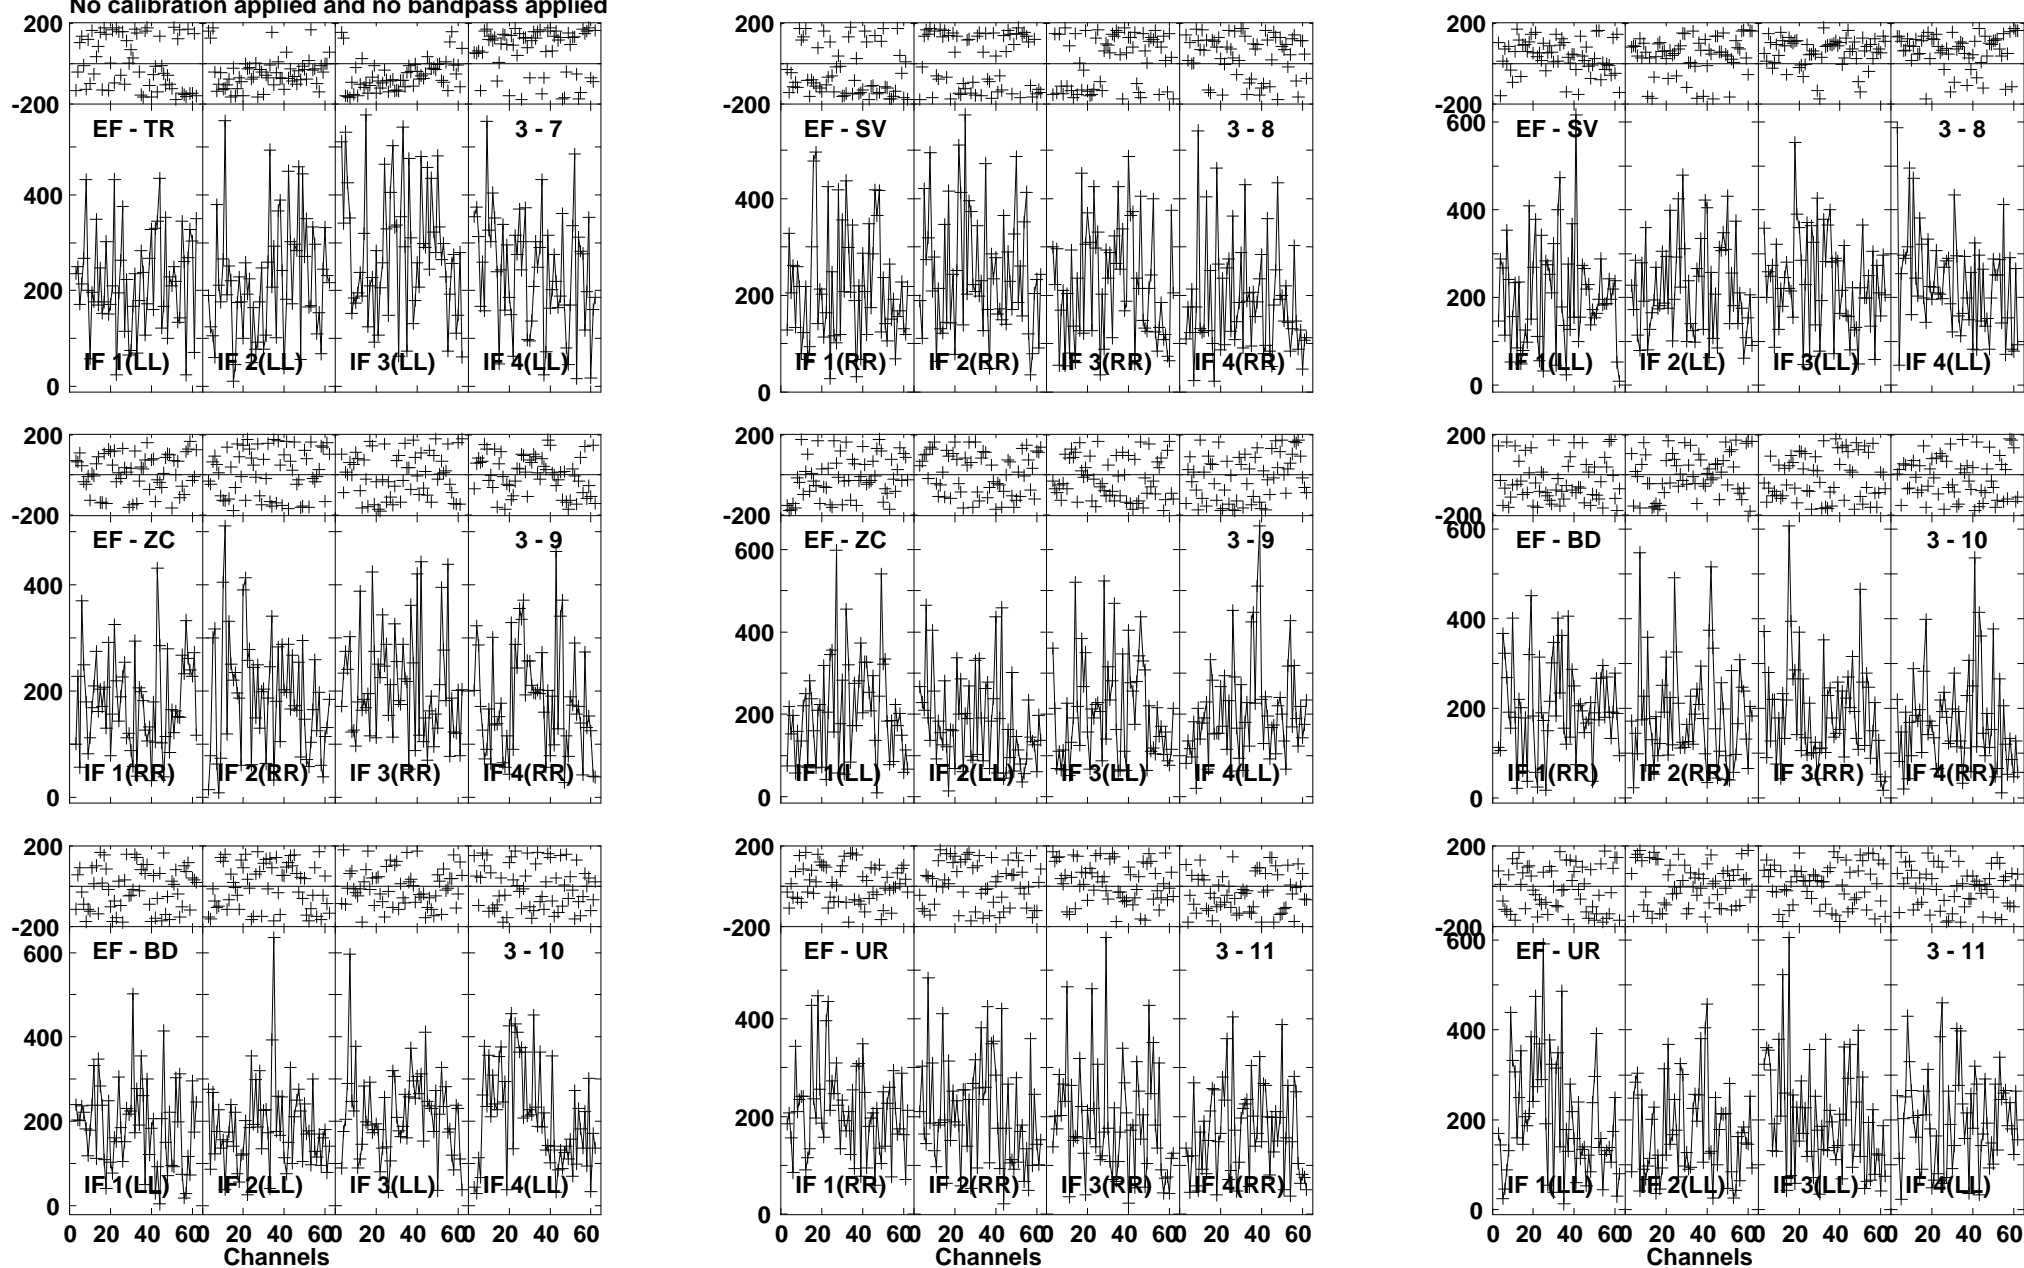 No calibration applied and no bandpass applied
200 200 200
-200 -200 -200
EF - TR 3 - 7 EF - SV 3 - 8 600 EF - SV 3 - 8
400 400 400
200 200 200
IF 1(LL) IF 2(LL) IF 3(LL) IF 4(LL) IF 1(RR) IF 2(RR) IF 3(RR) IF 4(RR) IF 1(LL) IF 2(LL) IF 3(LL) IF 4(LL)
0 0 0
200 200 200
-200 -200 -200
EF - ZC 3 - 9 600 EF - ZC 3 - 9 600 EF - BD 3 - 10
400 400 400
200 200 200
IF 1(RR) IF 2(RR) IF 3(RR) IF 4(RR) IF 1(LL) IF 2(LL) IF 3(LL) IF 4(LL) IF 1(RR) IF 2(RR) IF 3(RR) IF 4(RR)
0 0 0
200 200 200
-200 -200 -200
600 EF - BD 3 - 10 EF - UR 3 - 11 600 EF - UR 3 - 11
400 400 400
200 200 200
IF 1(LL) IF 2(LL) IF 3(LL) IF 4(LL) IF 1(RR) IF 2(RR) IF 3(RR) IF 4(RR) IF 1(LL) IF 2(LL) IF 3(LL) IF 4(LL)
0 0 0
0 20 40 60 0 20 40 60 0 20 40 60 0 20 40 60 0 20 40 60 0 20 40 60 0 20 40 60 0 20 40 60 0 20 40 60 0 20 40 60 0 20 40 60 0 20 40 60
Channels Channels Channels